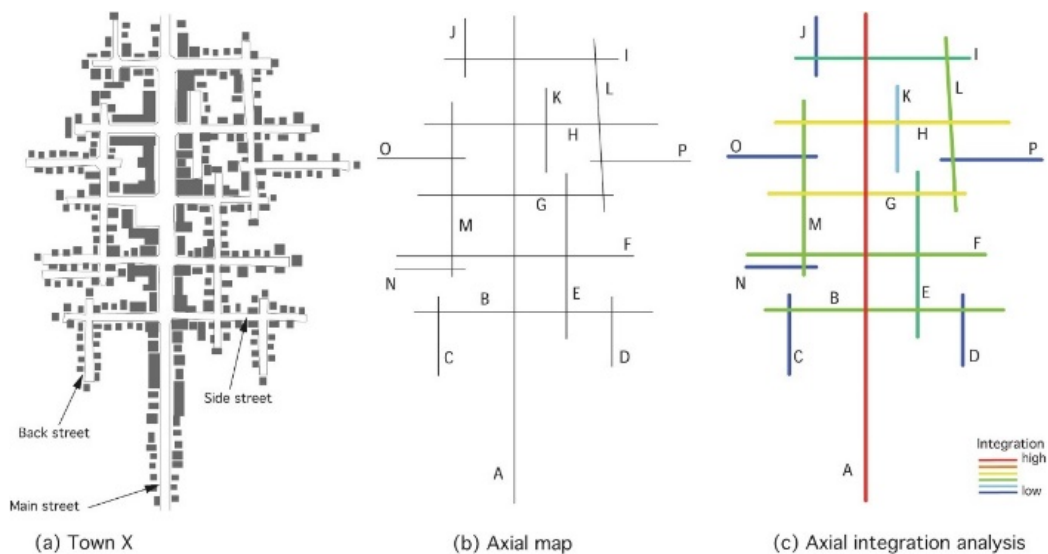 Side street
Back street
Main street
(a) Town X
J
I
L
K
H
O
P
G
M
F
N
B
E
C
D
A
(b) Axial map
J
I
L
K
H
O
P
G
M
F
N
B
E
C
D
A
Integration
high
low
(c) Axial integration analysis